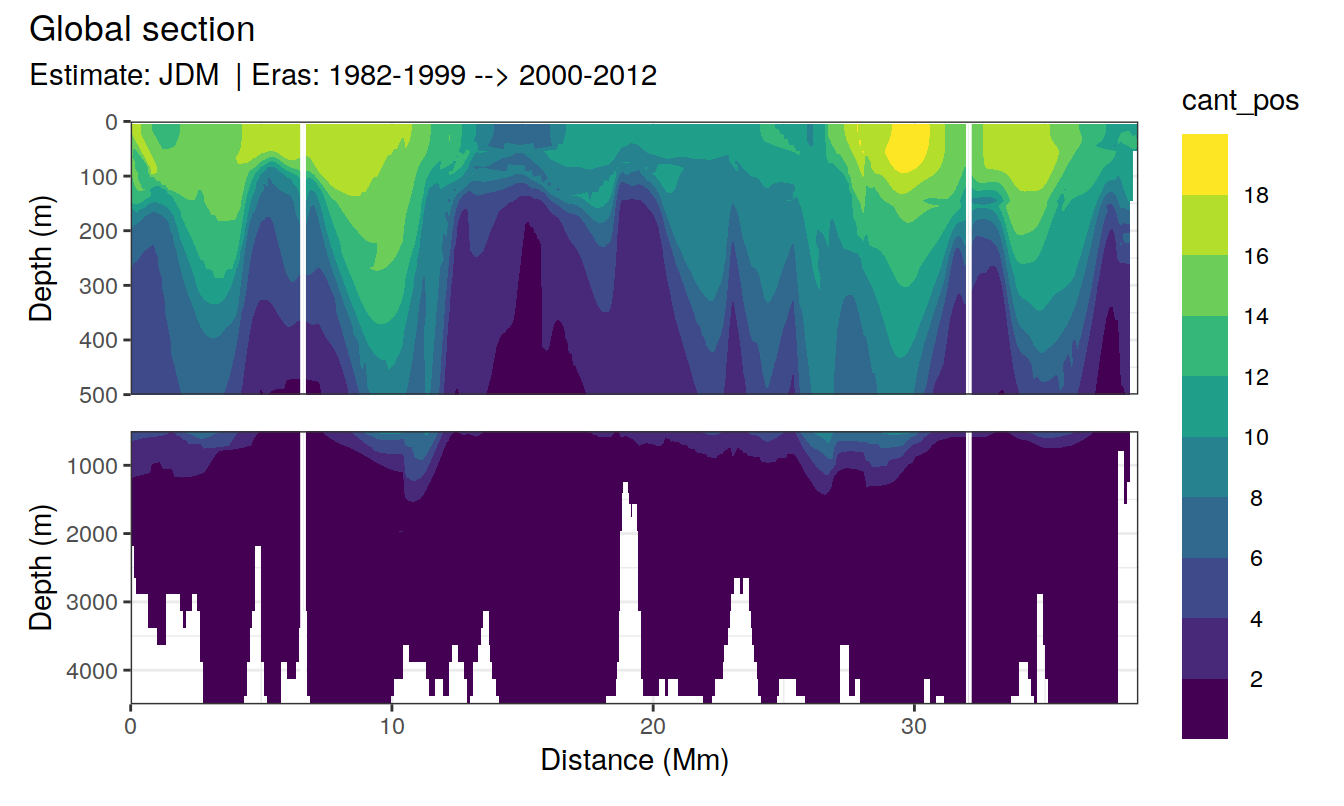 Global section
Estimate: JDM | Eras: 1982-1999 --> 2000-2012
cant_pos
18
16
14
12
10
8
6
4
2
Depth (m)
0
100
200
300
400
500
Depth (m)
1000
2000
3000
4000
0 10 20 30
Distance (Mm)